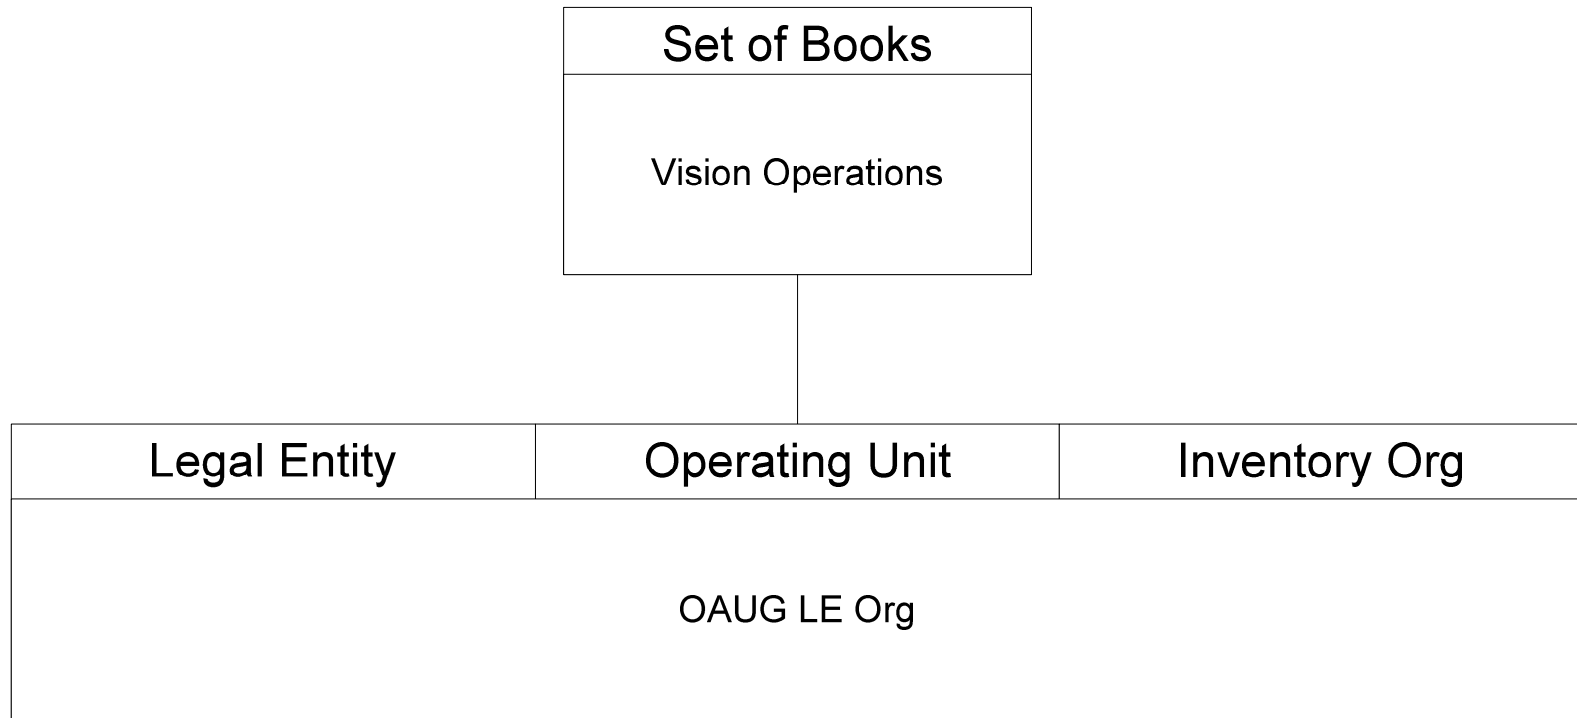 Set of Books
Vision Operations
Legal Entity
Operating Unit
Inventory Org
OAUG LE Org